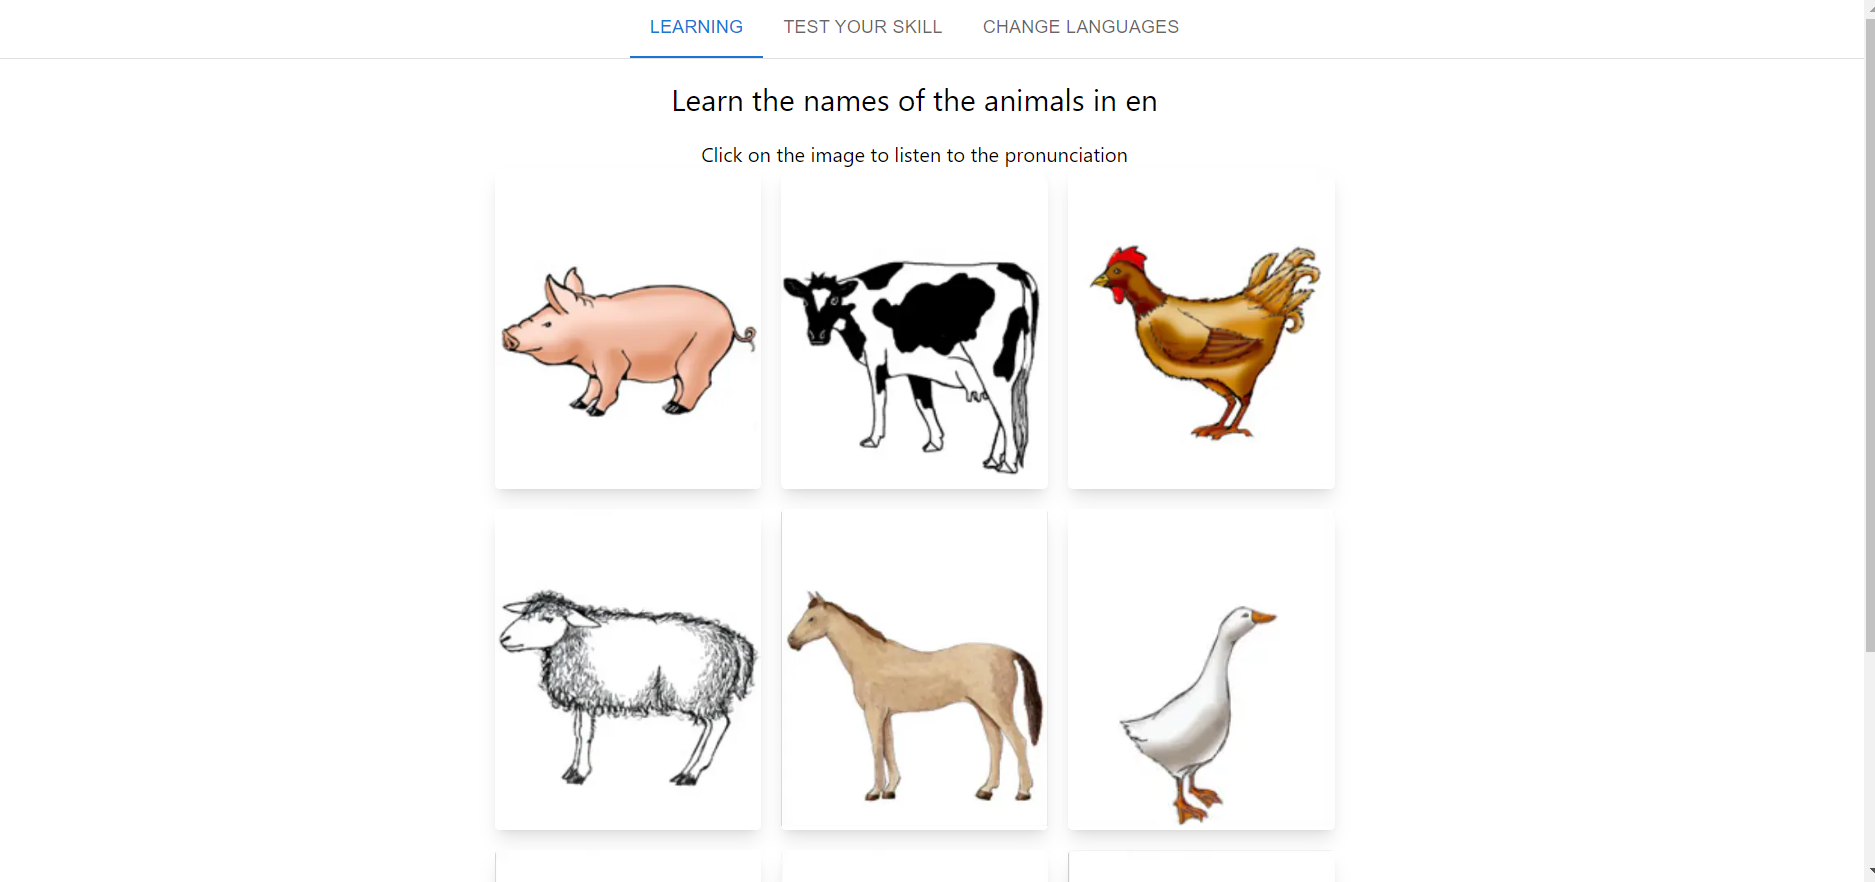 LEARNING TEST YOUR SKILL CHANGE LANGUAGES
Learn the names of the animals in en
Click on the image to listen to the pronunciation